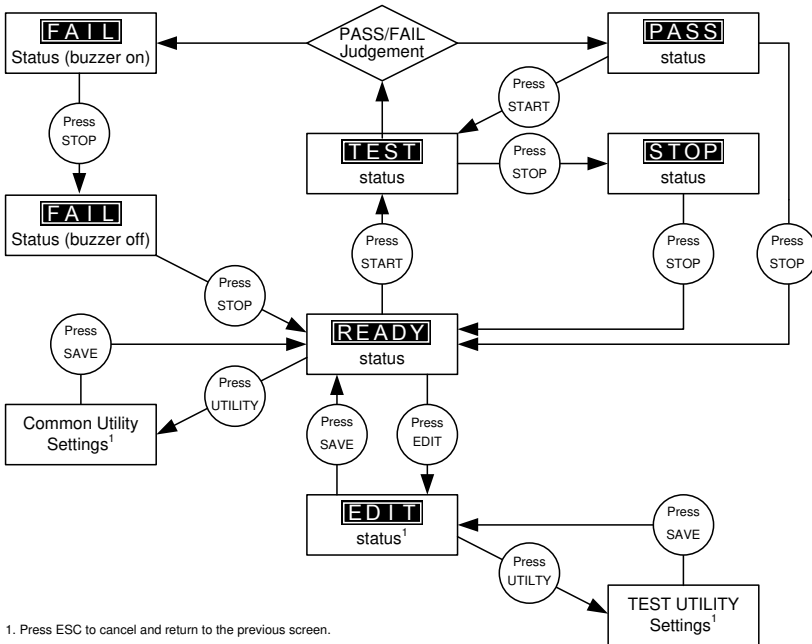 FAIL
Status (buzzer on)
PASS/FAIL
Judgement
PASS
status
Press
START
Press
STOP
TEST
status
Press
STOP
STOP
status
FAIL
Status (buzzer off)
Press
START
Press
STOP
Press
STOP
Press
STOP
READY
status
Press
SAVE
Press
UTILITY
Common Utility
Settings1
Press
SAVE
Press
EDIT
EDIT
status1
Press
SAVE
Press
UTILTY
TEST UTILITY
Settings1
1. Press ESC to cancel and return to the previous screen.